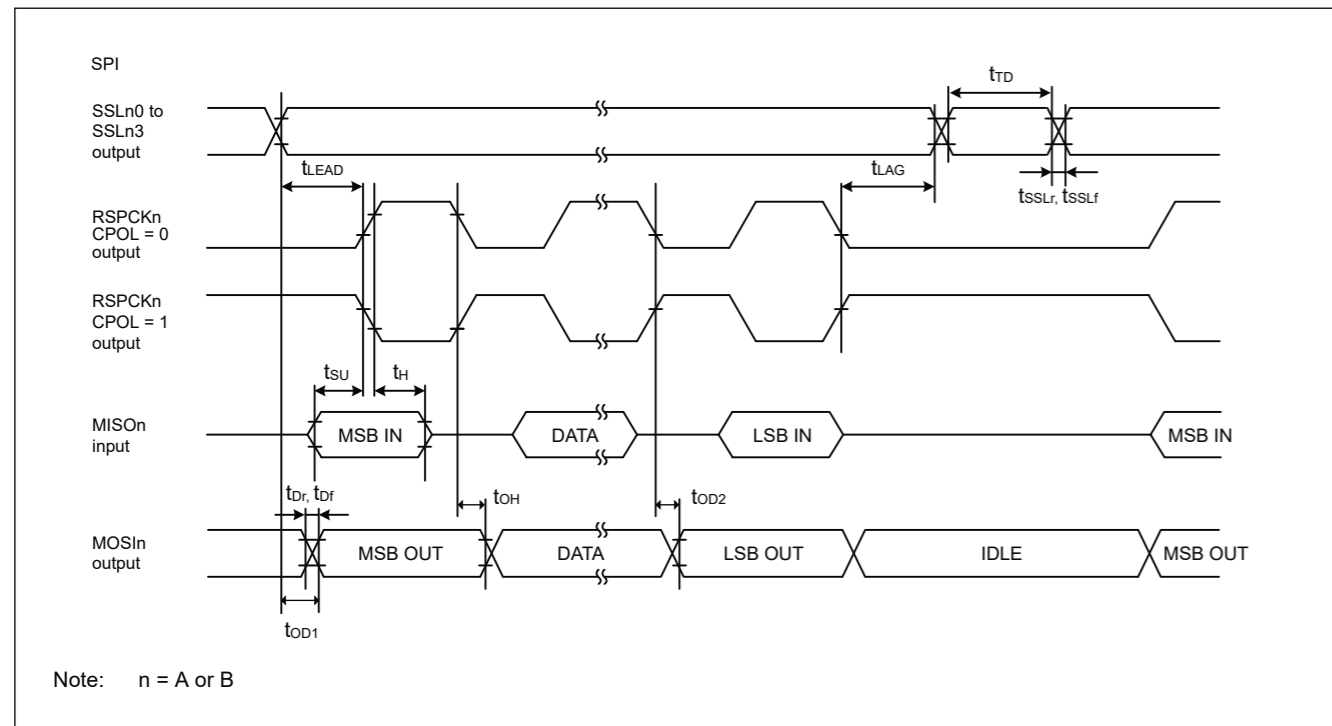 SPI
SSLn0 to
SSLn3
output
tTD
tLEAD
tLAG
tSSLr, tSSLf
RSPCKn
CPOL = 0
output
RSPCKn
CPOL = 1
output
tSU
tH
MISOn
input
MSB IN
DATA
LSB IN
MSB IN
tDr, tDf
tOH
tOD2
MOSIn
output
MSB OUT
DATA
LSB OUT
IDLE
MSB OUT
tOD1
Note: n = A or B